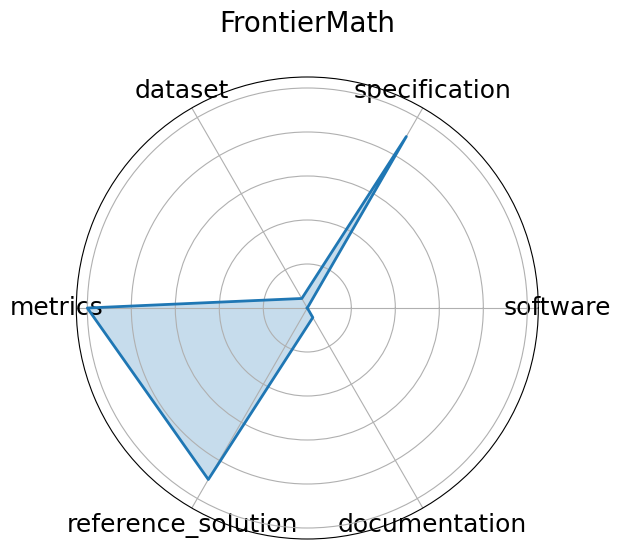 FrontierMath
dataset
specification
metrics
software
reference_solution
documentation